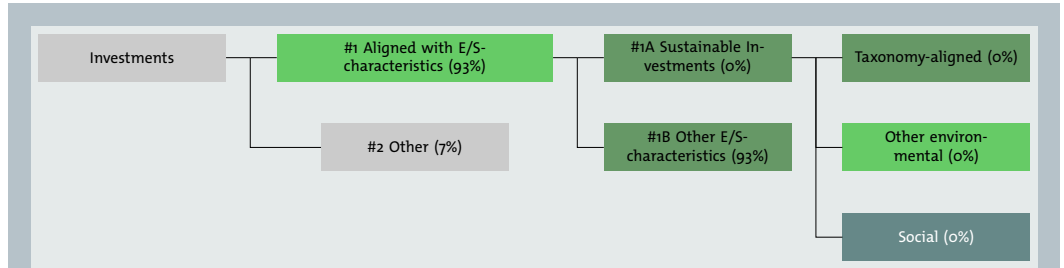 Investments
#1 Aligned with E/S-
characteristics (93%)
#2 Other (7%)
#1A Sustainable In-
vestments (0%)
#1B Other E/S-
characteristics (93%)
Taxonomy-aligned (0%)
Other environ-
mental (0%)
Social (0%)